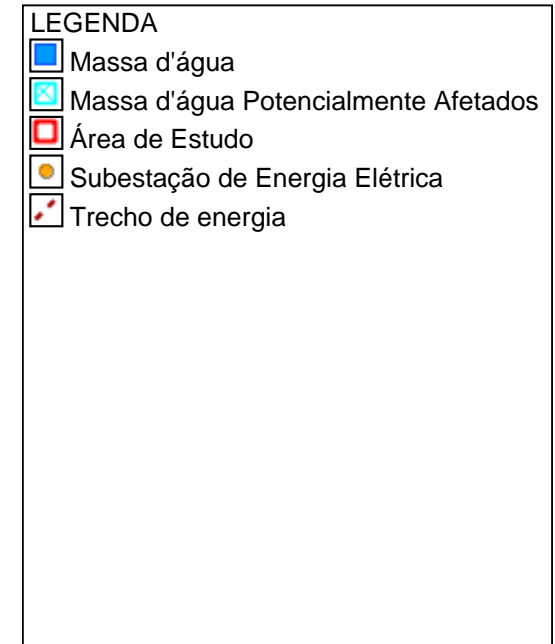 LEGENDA
Massa d'água
Massa d'água Potencialmente Afetados
Área de Estudo
Subestação de Energia Elétrica
Trecho de energia